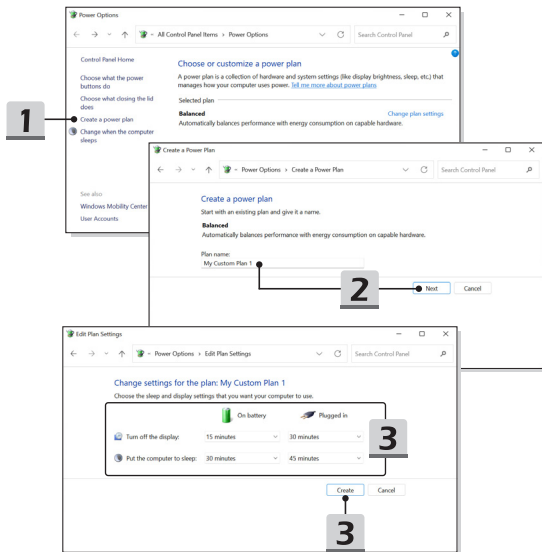 Power Options
All Control Panel Items › Power Options
Search Control Panel
Control Panel Home
Choose what the power
buttons do
Choose what closing the lid
does
Create a power plan
Change when the computer
sleeps
See also
Windows Mobility Center
User Accounts
Choose or customize a power plan
A power plan is a collection of hardware and system settings (like display brightness, sleep, etc.) that
manages how your computer uses power. Tell me more about power plans
Selected plan
Balanced Change plan settings
Automatically balances performance with energy consumption on capable hardware.
1
Create a Power Plan
Power Options › Create a Power Plan
Search Control Panel
Create a power plan
Start with an existing plan and give it a name.
Balanced
Automatically balances performance with energy consumption on capable hardware.
Plan name:
My Custom Plan 1
2
Next Cancel
Edit Plan Settings
Power Options › Edit Plan Settings
Search Control Panel
Change settings for the plan: My Custom Plan 1
Choose the sleep and display settings that you want your computer to use.
On battery Plugged in
Turn off the display: 15 minutes 30 minutes
Put the computer to sleep: 30 minutes 45 minutes
3
Create Cancel
3